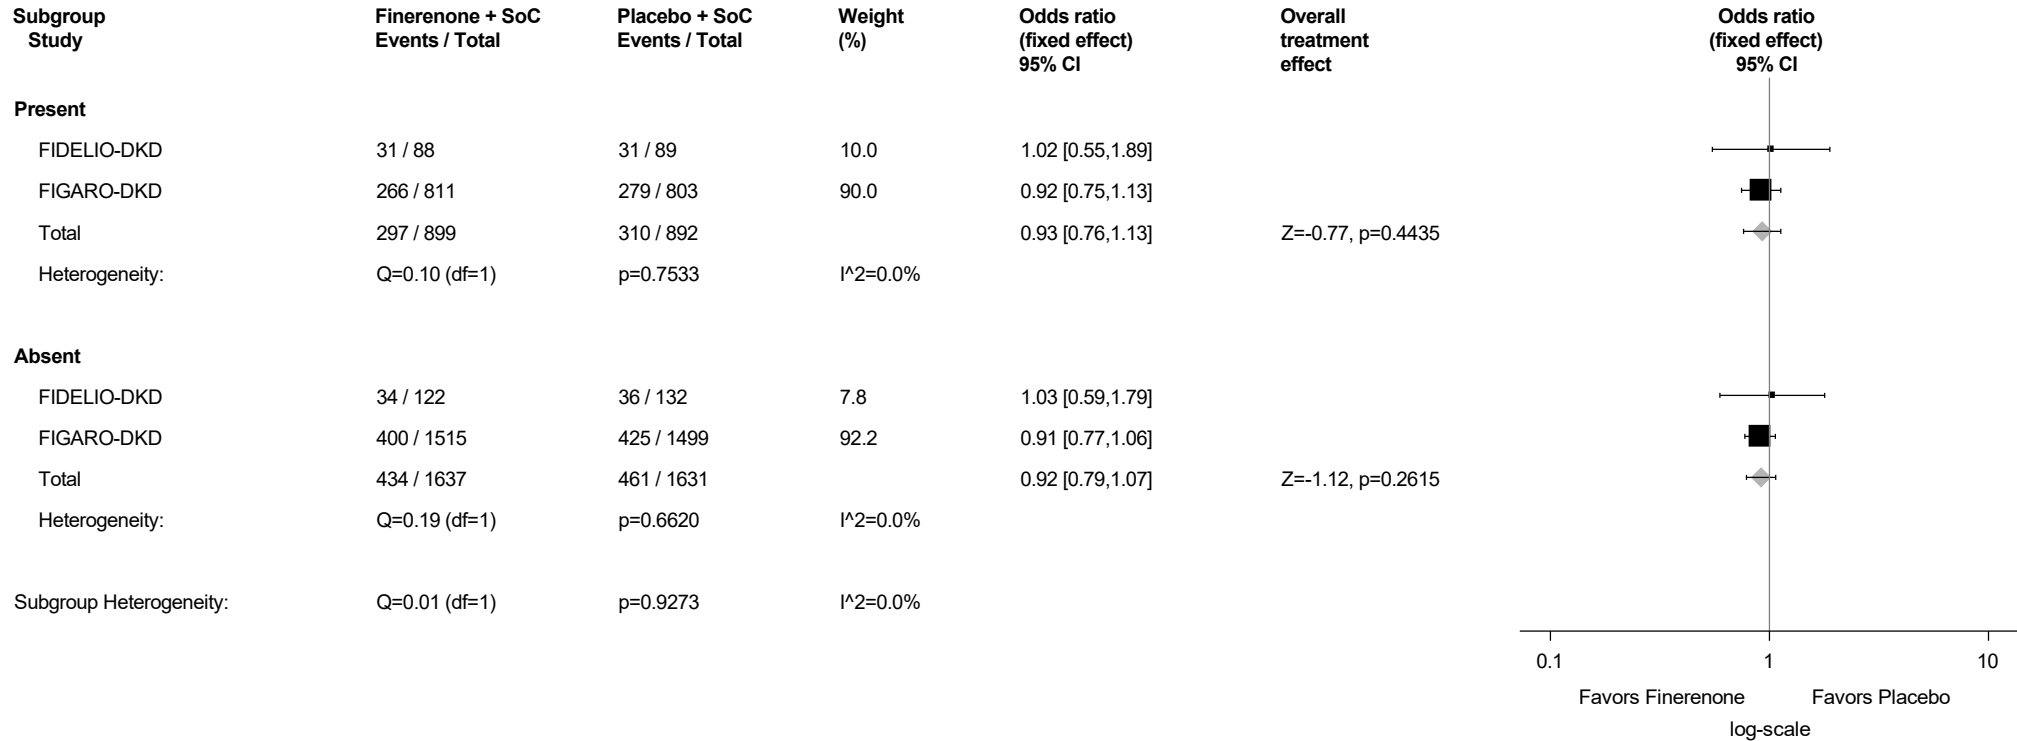 Subgroup Finerenone + SoC Placebo + SoC Weight Odds ratio Overall Odds ratio
Study Events / Total Events / Total (%) (fixed effect) treatment (fixed effect)
95% CI effect 95% CI
Present
FIDELIO-DKD 31 / 88 31 / 89 10.0 1.02 [0.55,1.89]
FIGARO-DKD 266 / 811 279 / 803 90.0 0.92 [0.75,1.13]
Total 297 / 899 310 / 892 0.93 [0.76,1.13] Z=-0.77, p=0.4435
Heterogeneity: Q=0.10 (df=1) p=0.7533 I^2=0.0%
Absent
FIDELIO-DKD 34 / 122 36 / 132 7.8 1.03 [0.59,1.79]
FIGARO-DKD 400 / 1515 425 / 1499 92.2 0.91 [0.77,1.06]
Total 434 / 1637 461 / 1631 0.92 [0.79,1.07] Z=-1.12, p=0.2615
Heterogeneity: Q=0.19 (df=1) p=0.6620 I^2=0.0%
Subgroup Heterogeneity: Q=0.01 (df=1) p=0.9273 I^2=0.0%
0.1 1 10
Favors Finerenone Favors Placebo
log-scale